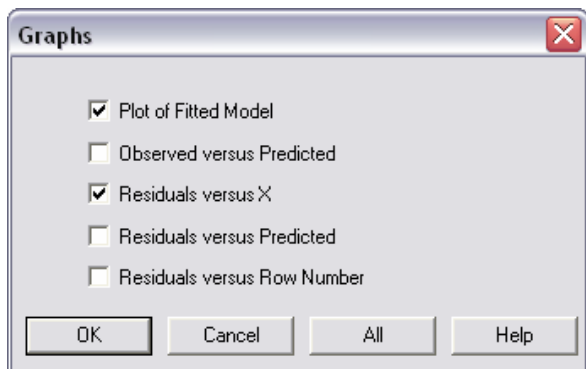 Graphs
Plot of Fitted Model
Observed versus Predicted
Residuals versus X
Residuals versus Predicted
Residuals versus Row Number
OK Cancel All Help